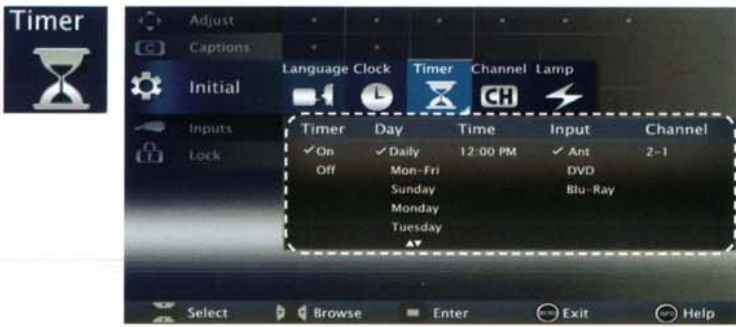 Timer
Adjust
Captions
Initial
Language Clock Timer Channel Lamp
CH
Inputs
Lock
Timer Day Time Input Channel
✓On ✓Daily 12:00 PM ✓Ant 2-1
Off Mon-Fri DVD
Sunday Blu-Ray
Monday
Tuesday
Select Browse Enter Exit Help